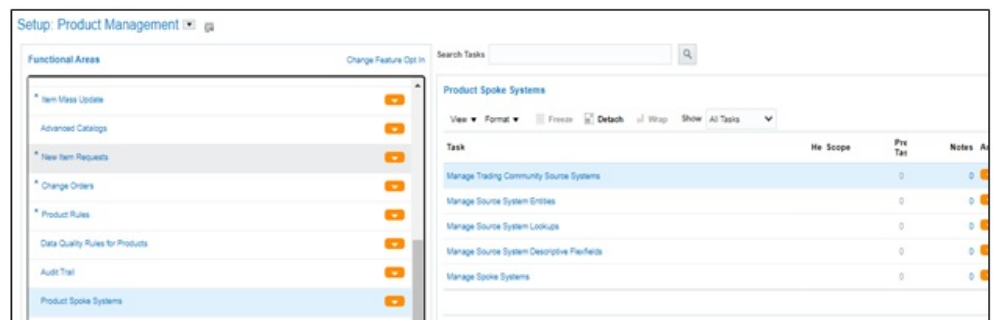 Setup: Product Management
Functional Areas
Change Feature Opt In
* Item Mass Update
Advanced Catalogs
* New Item Requests
* Change Orders
* Product Rules
Data Quality Rules for Products
Audit Trail
Product Spoke Systems
Search Tasks
Product Spoke Systems
View Format Freeze Detach Wrap Show All Tasks
Task He Scope Pre Tas Notes Ac
Manage Trading Community Source Systems 0 0
Manage Source System Entities 0 0
Manage Source System Lookups 0 0
Manage Source System Descriptive Flexfields 0 0
Manage Spoke Systems 0 0